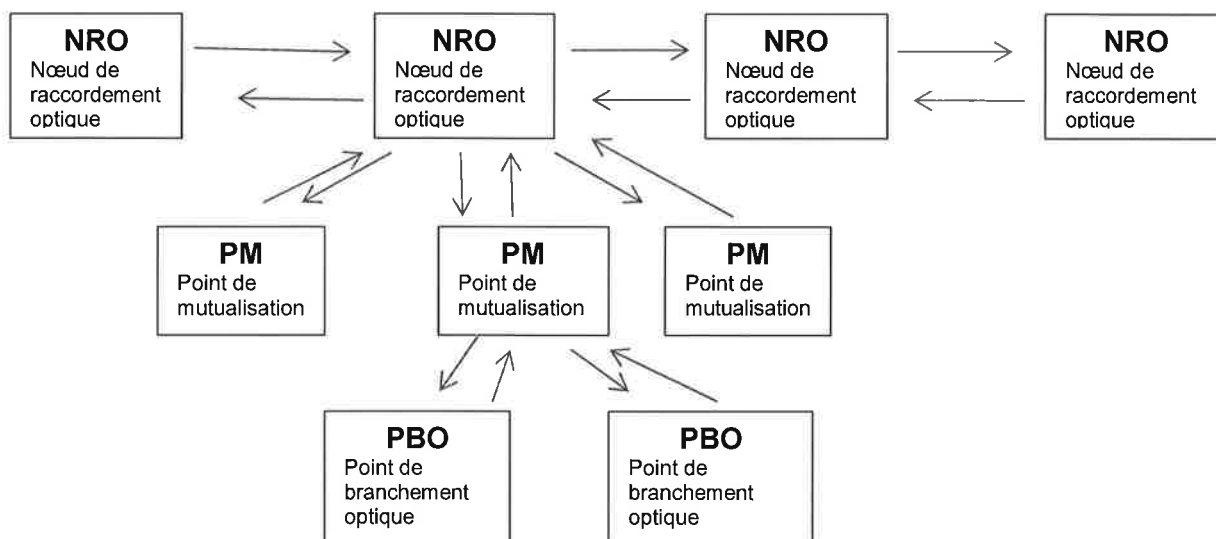 NRO
Nœud de
raccordement
optique
NRO
Nœud de
raccordement
optique
NRO
Nœud de
raccordement
optique
NRO
Nœud de
raccordement
optique
PM
Point de
mutualisation
PM
Point de
mutualisation
PM
Point de
mutualisation
PBO
Point de
branchement
optique
PBO
Point de
branchement
optique